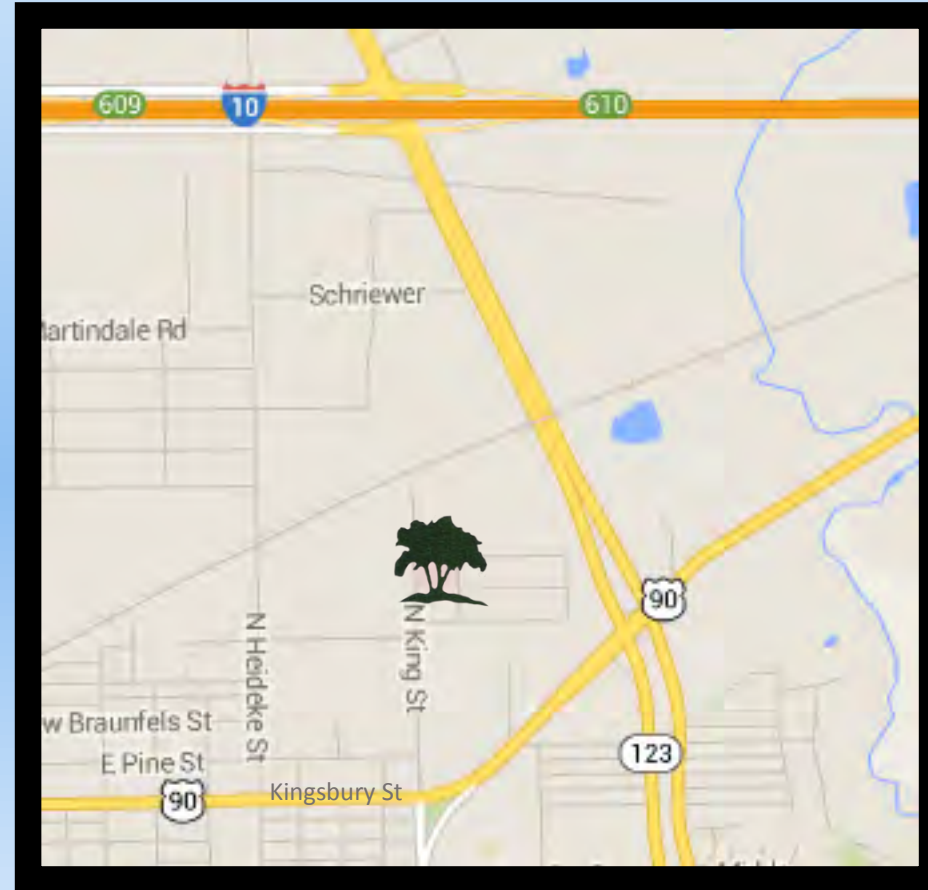 609
10
610
Schriewer
artindale Rd
90
N King St
N Heideke St
w Braunfels St
E Pine St
123
Kingsbury St
90